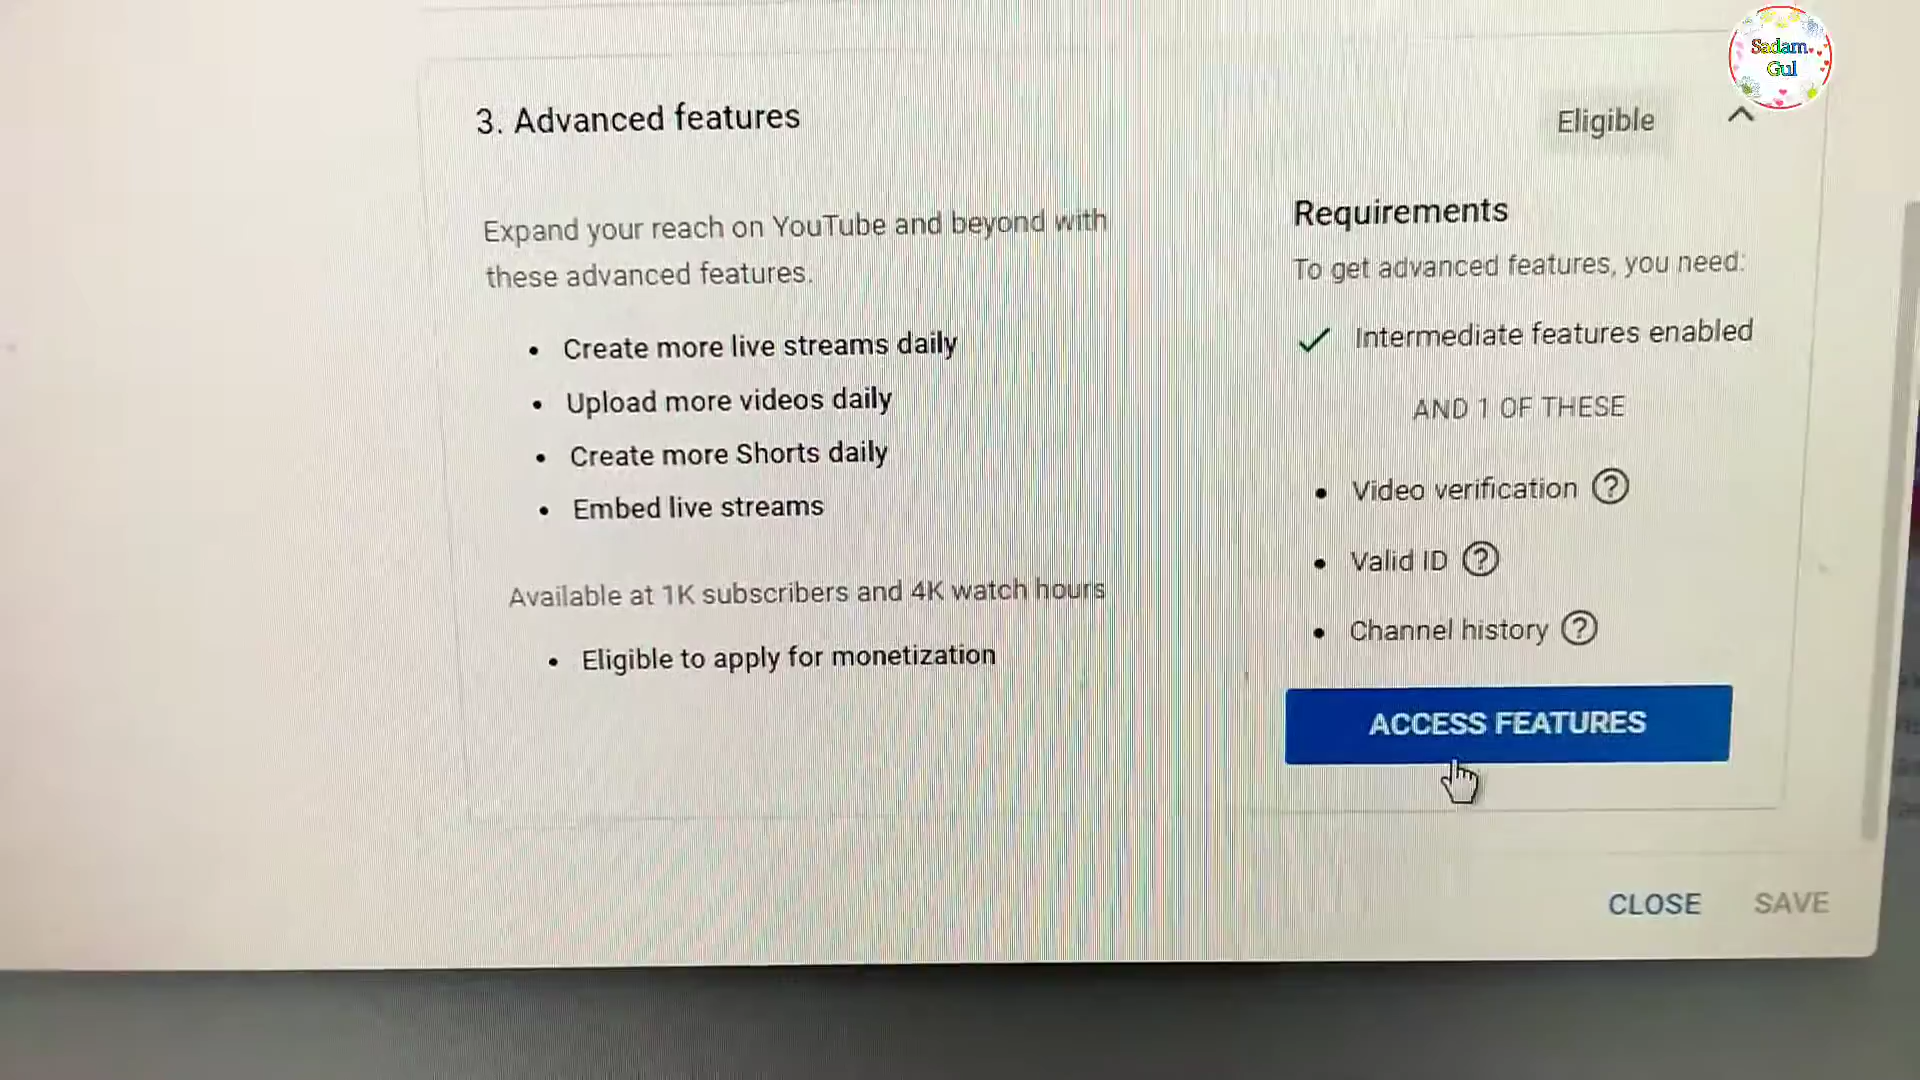 Sadam
Gul
3. Advanced features
Eligible
Expand your reach on YouTube and beyond with
these advanced features.
Create more live streams daily
Upload more videos daily
Create more Shorts daily
Embed live streams
Available at 1K subscribers and 4K watch hours
Eligible to apply for monetization
Requirements
To get advanced features, you need:
Intermediate features enabled
AND 1 OF THESE
Video verification ?
Valid ID ?
Channel history ?
ACCESS FEATURES
CLOSE SAVE